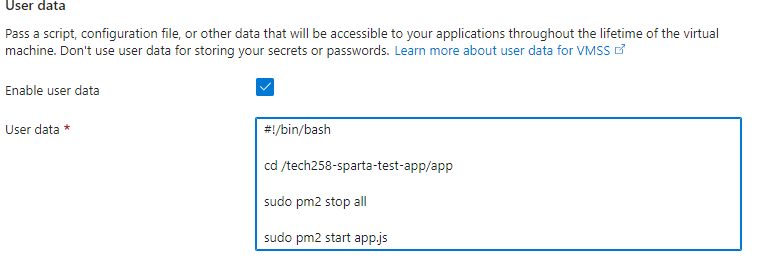 User data
Pass a script, configuration file, or other data that will be accessible to your applications throughout the lifetime of the virtual
machine. Don't use user data for storing your secrets or passwords. Learn more about user data for VMSS
Enable user data
User data *
#!/bin/bash
cd /tech258-sparta-test-app/app
sudo pm2 stop all
sudo pm2 start app.js